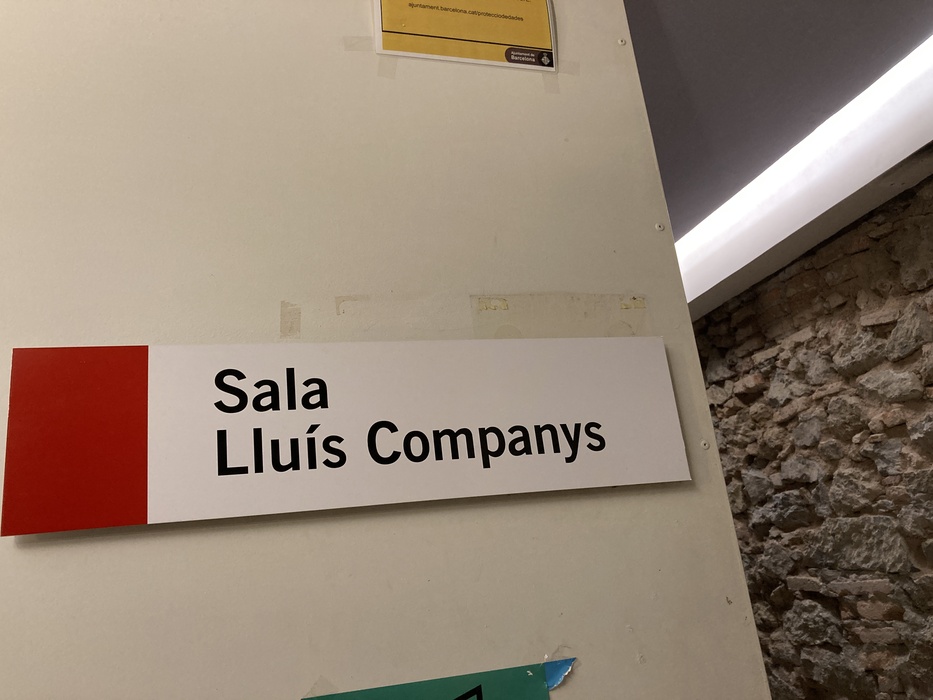 ajuntament.barcelona.cat/protecciodedades
Ajuntament de
Barcelona
Sala
Lluís Companys